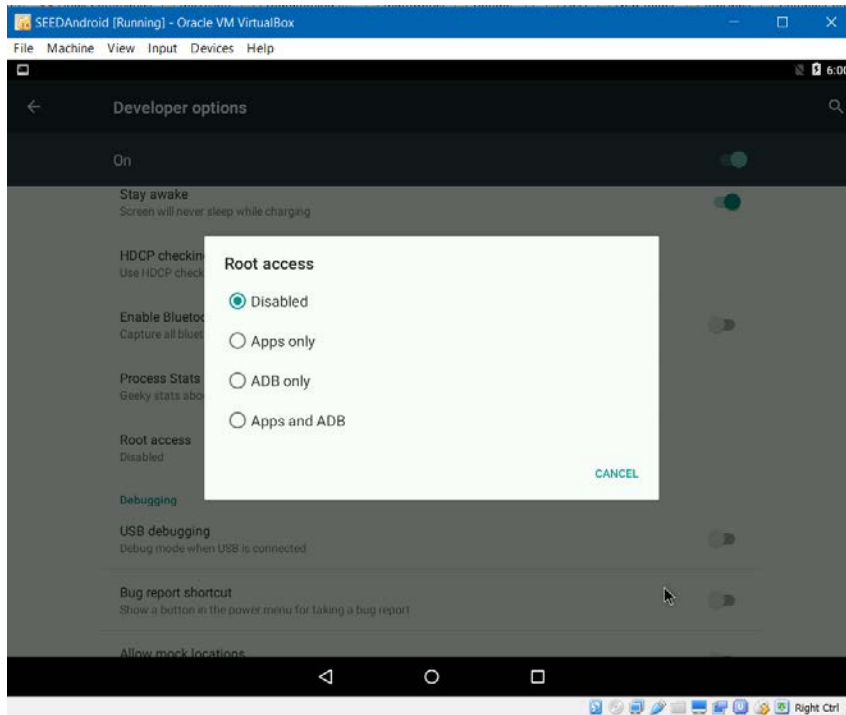 SEEDAndroid [Running] - Oracle VM VirtualBox
File Machine View Input Devices Help
6:00
Developer options
On
Stay awake
Screen will never sleep while charging
HDCP checkin
Use HDCP check
Root access
Disabled
Enable Bluetoo
Capture all bluet
Apps only
Process Stats
Geeky stats abo
ADB only
Root access
Disabled
Apps and ADB
CANCEL
Debugging
USB debugging
Debug mode when USB is connected
Bug report shortcut
Show a button in the power menu for taking a bug report
Allow mock locations
Right Ctrl